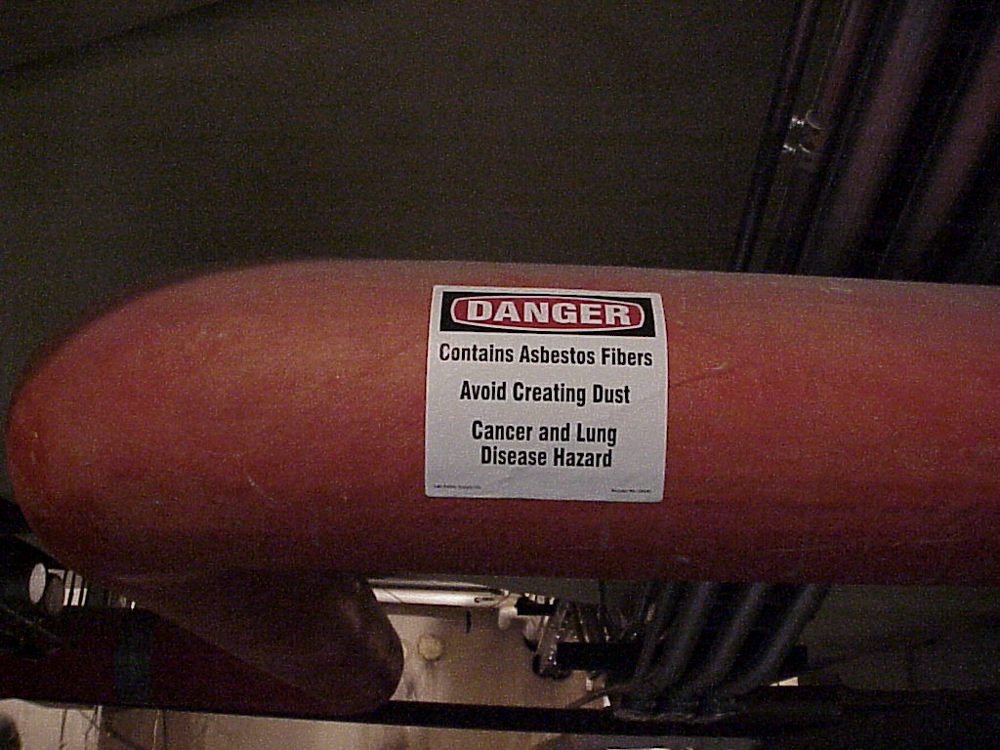 DANGER
Contains Asbestos Fibers
Avoid Creating Dust
Cancer and Lung
Disease Hazard